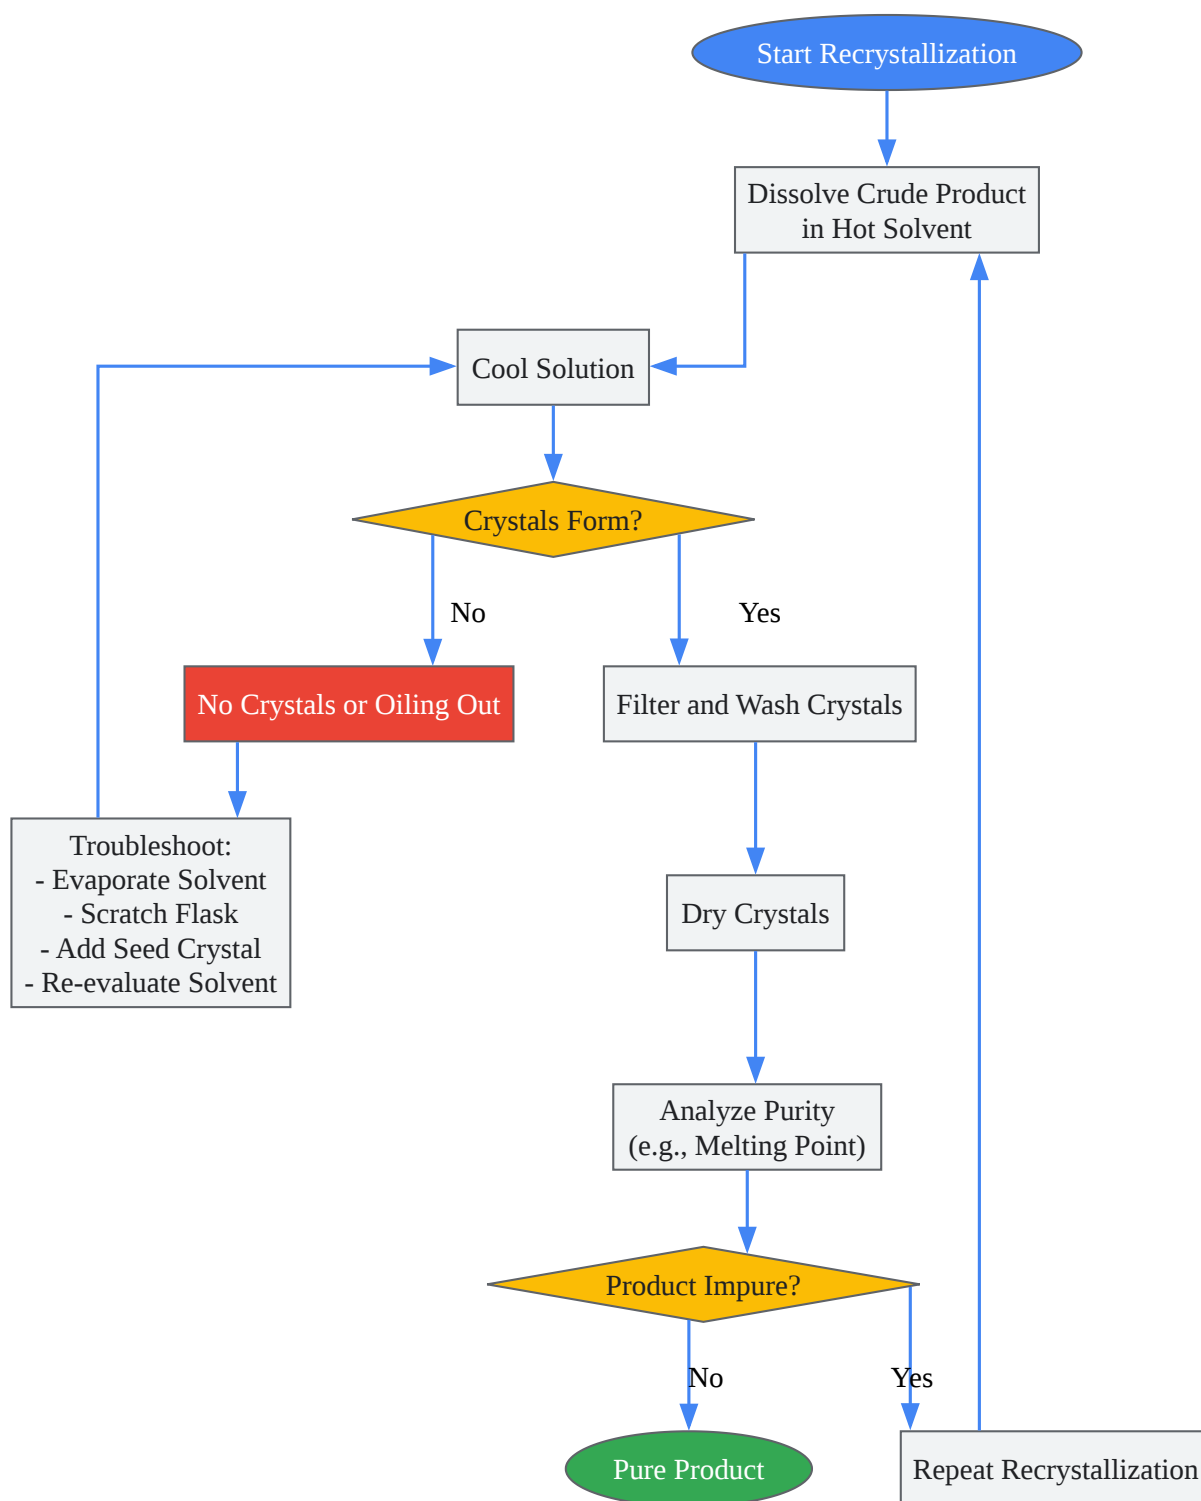 Start Recrystallization
Dissolve Crude Product
in Hot Solvent
Cool Solution
Crystals Form?
No
Yes
No Crystals or Oiling Out
Filter and Wash Crystals
Troubleshoot:
- Evaporate Solvent
- Scratch Flask
- Add Seed Crystal
- Re-evaluate Solvent
Dry Crystals
Analyze Purity
(e.g., Melting Point)
Product Impure?
No
Yes
Pure Product
Repeat Recrystallization